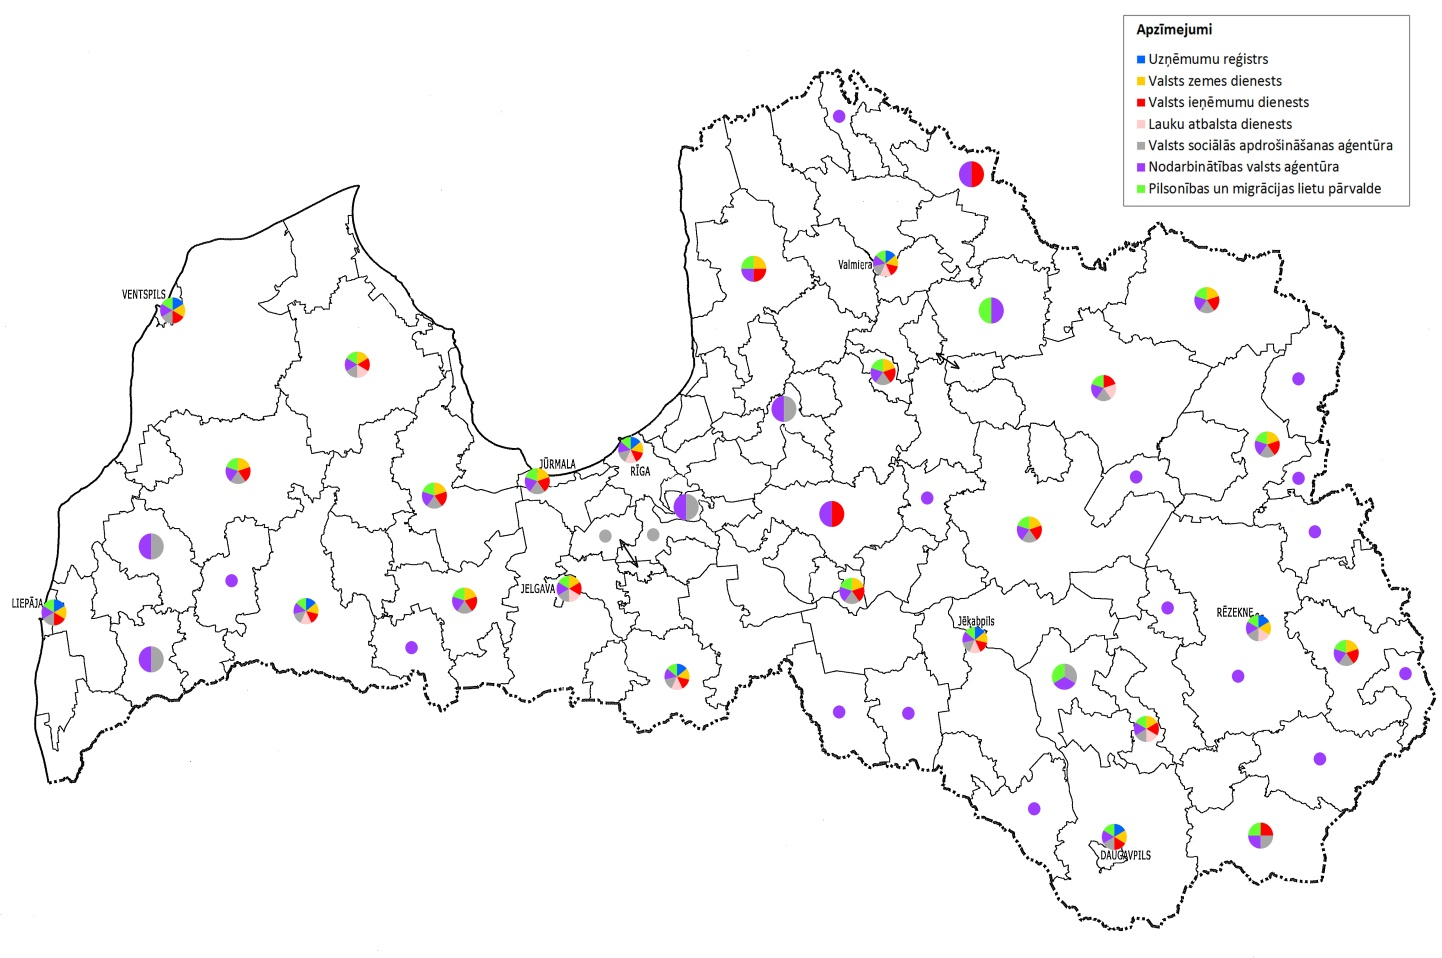 Apzīmejumi
Uzņēmumu reģistrs
Valsts zemes dienests
Valsts ieņēmumu dienests
Lauku atbalsta dienests
Valsts sociālās apdrošināšanas aģentūra
Nodarbinātības valsts aģentūra
Pilsonības un migrācijas lietu pārvalde
Valmiera
VENTSPILS
JŪRMALA
RĪGA
JELGAVA
LIEPĀJA
Jēkabpils
RĒZEKNE
DAUGAVPILS